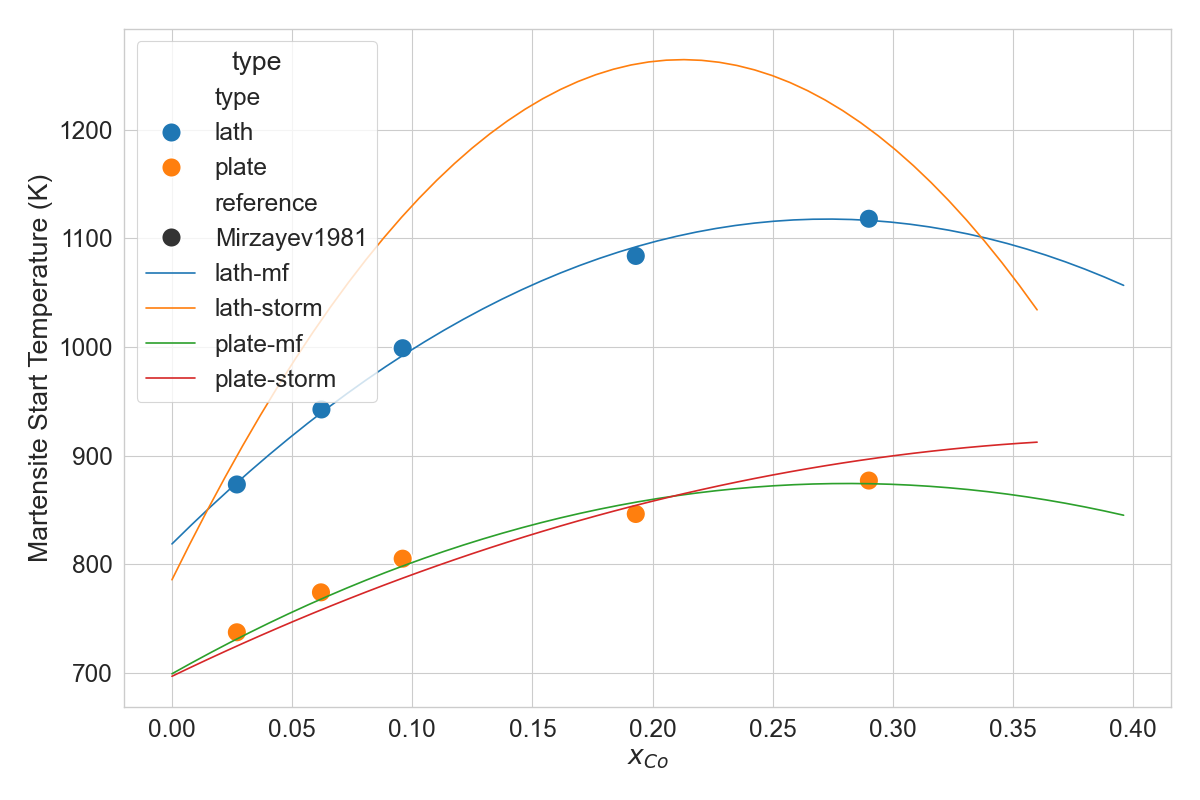 type
type
lath
plate
reference
Mirzayev1981
lath-mf
lath-storm
plate-mf
plate-storm
Martensite Start Temperature (K)
1200
1100
1000
900
800
700
0.00 0.05 0.10 0.15 0.20 0.25 0.30 0.35 0.40
x_Co